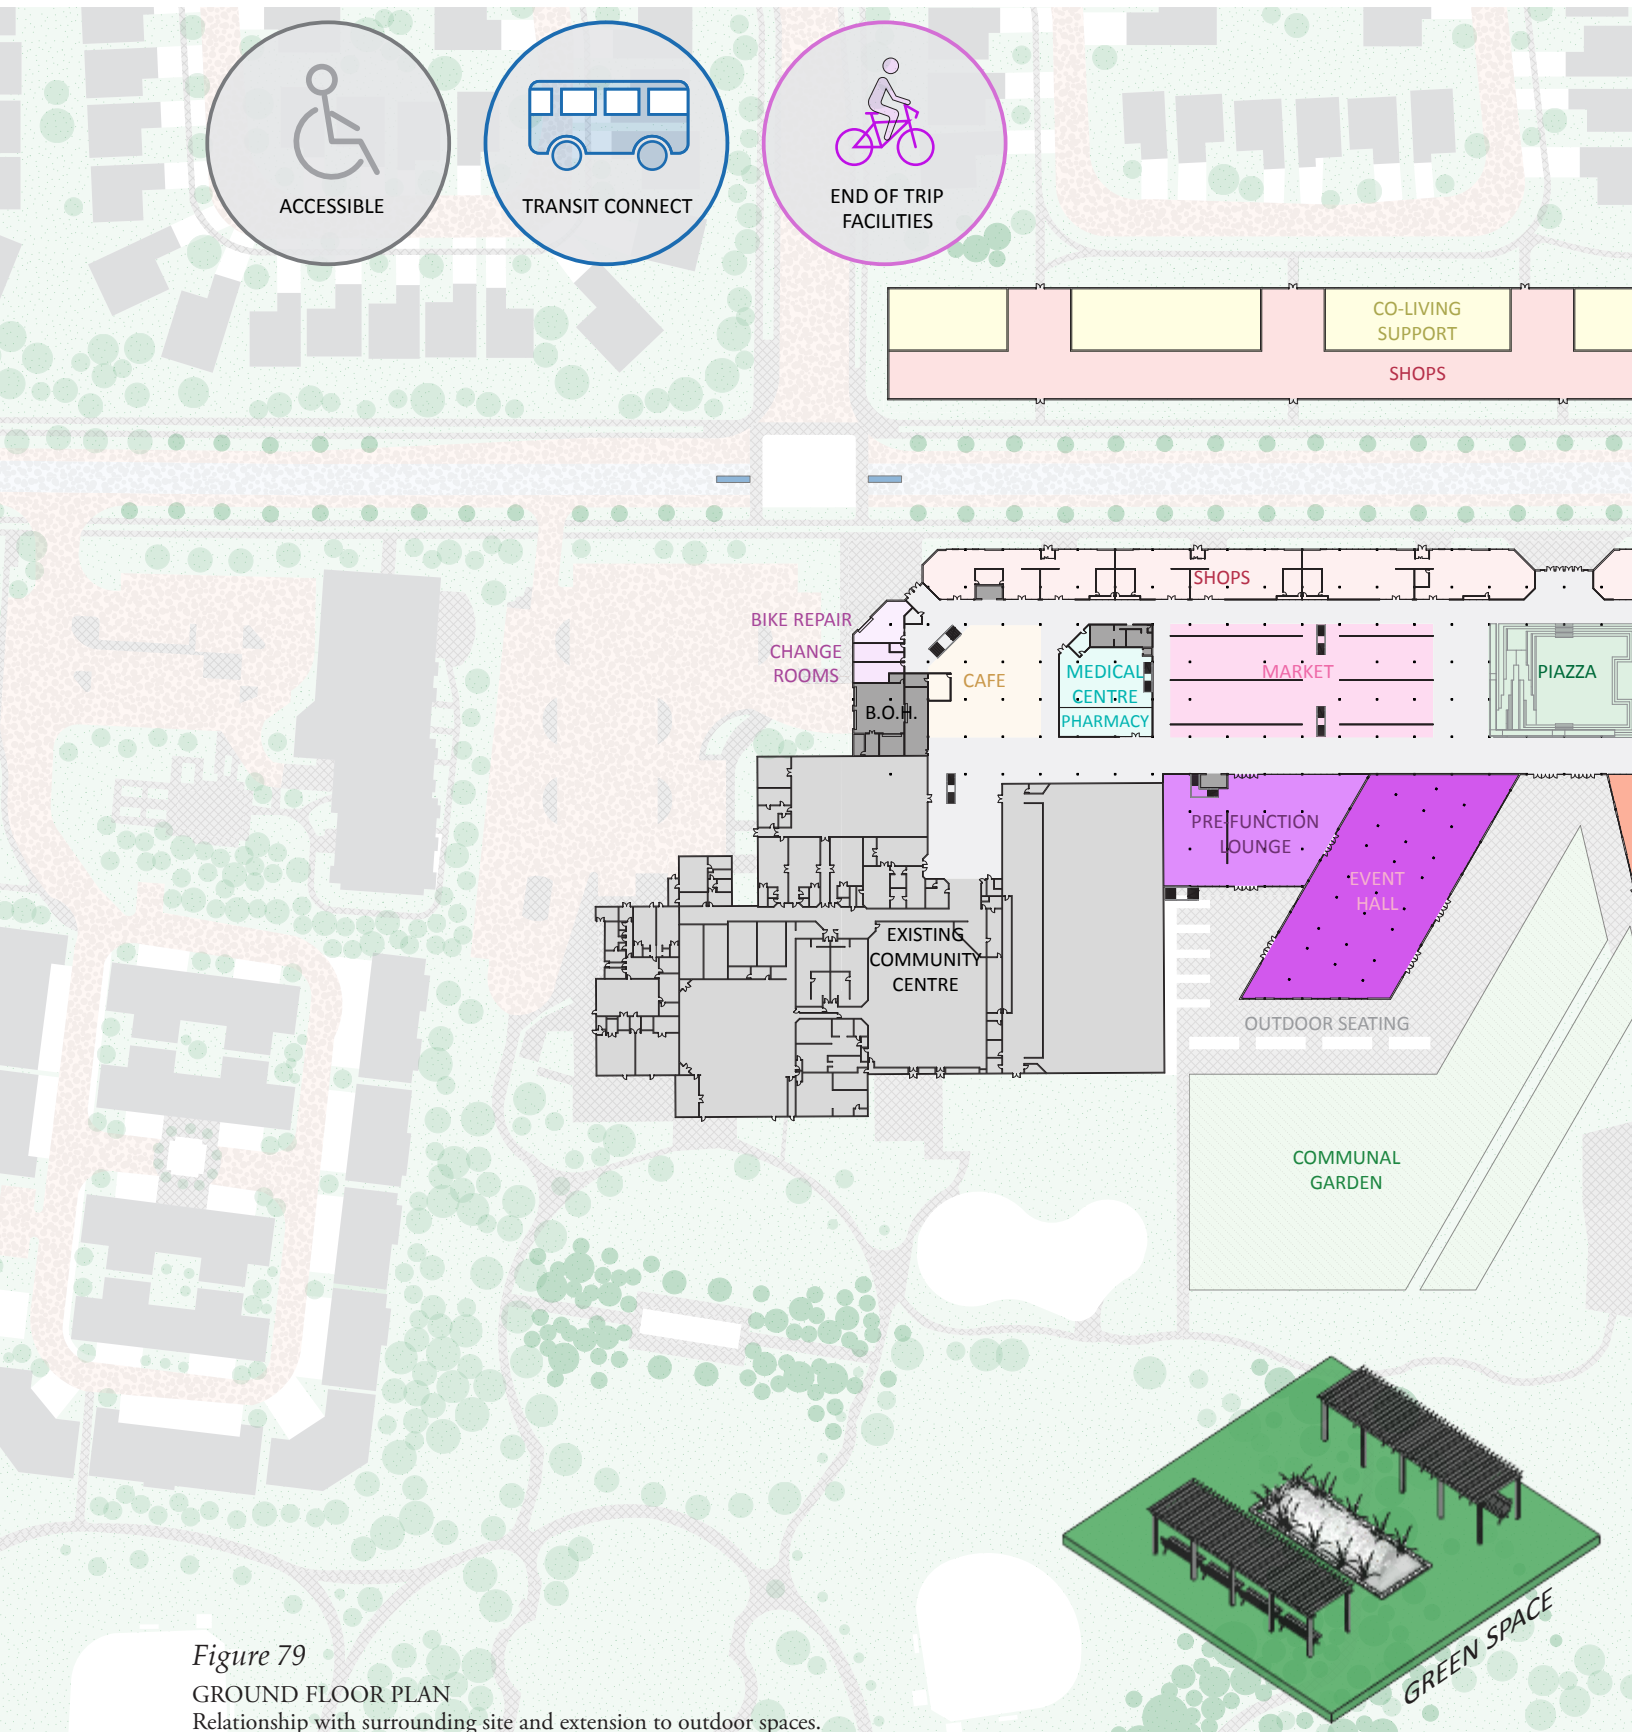 ACCESSIBLE
TRANSIT CONNECT
END OF TRIP
FACILITIES
CO-LIVING
SUPPORT
SHOPS
SHOPS
BIKE REPAIR
CHANGE
ROOMS
B.O.H.
CAFE
MEDICAL
CENTRE
PHARMACY
MARKET
PIAZZA
PRE-FUNCTION
LOUNGE
EVENT
HALL
EXISTING
COMMUNITY
CENTRE
OUTDOOR SEATING
COMMUNAL
GARDEN
GREEN SPACE
Figure 79
GROUND FLOOR PLAN
Relationship with surrounding site and extension to outdoor spaces.